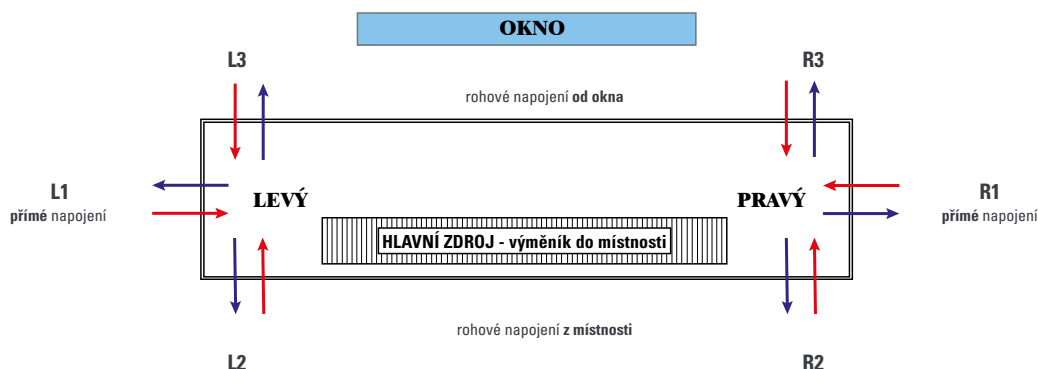 OKNO
L3
R3
rohové napojení od okna
L1
přímé napojení
LEVÝ
PRAVÝ
R1
přímé napojení
HLAVNÍ ZDROJ - výměník do místnosti
rohové napojení z místnosti
L2
R2